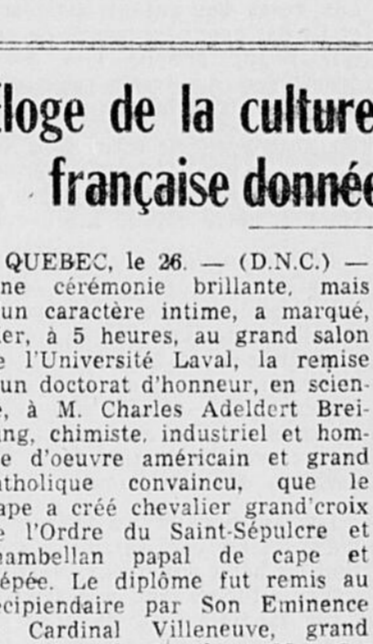 loge de la culture
française donnée
QUEBEC, le 26. — (D.N.C.) —
ne cérémonie brillante, mais
un caractère intime, a marqué,
ier, à 5 heures, au grand salon
e l'Université Laval, la remise
un doctorat d'honneur, en scien-
e, à M. Charles Adeldert Brei-
ung, chimiste, industriel et hom-
e d'oeuvre américain et grand
atholique convaincu, que le
ape a créé chevalier grand'croix
e l'Ordre du Saint-Sépulcre et
hambellan papal de cape et
épée. Le diplôme fut remis au
écipiendaire par Son Eminence
Cardinal Villeneuve, grand